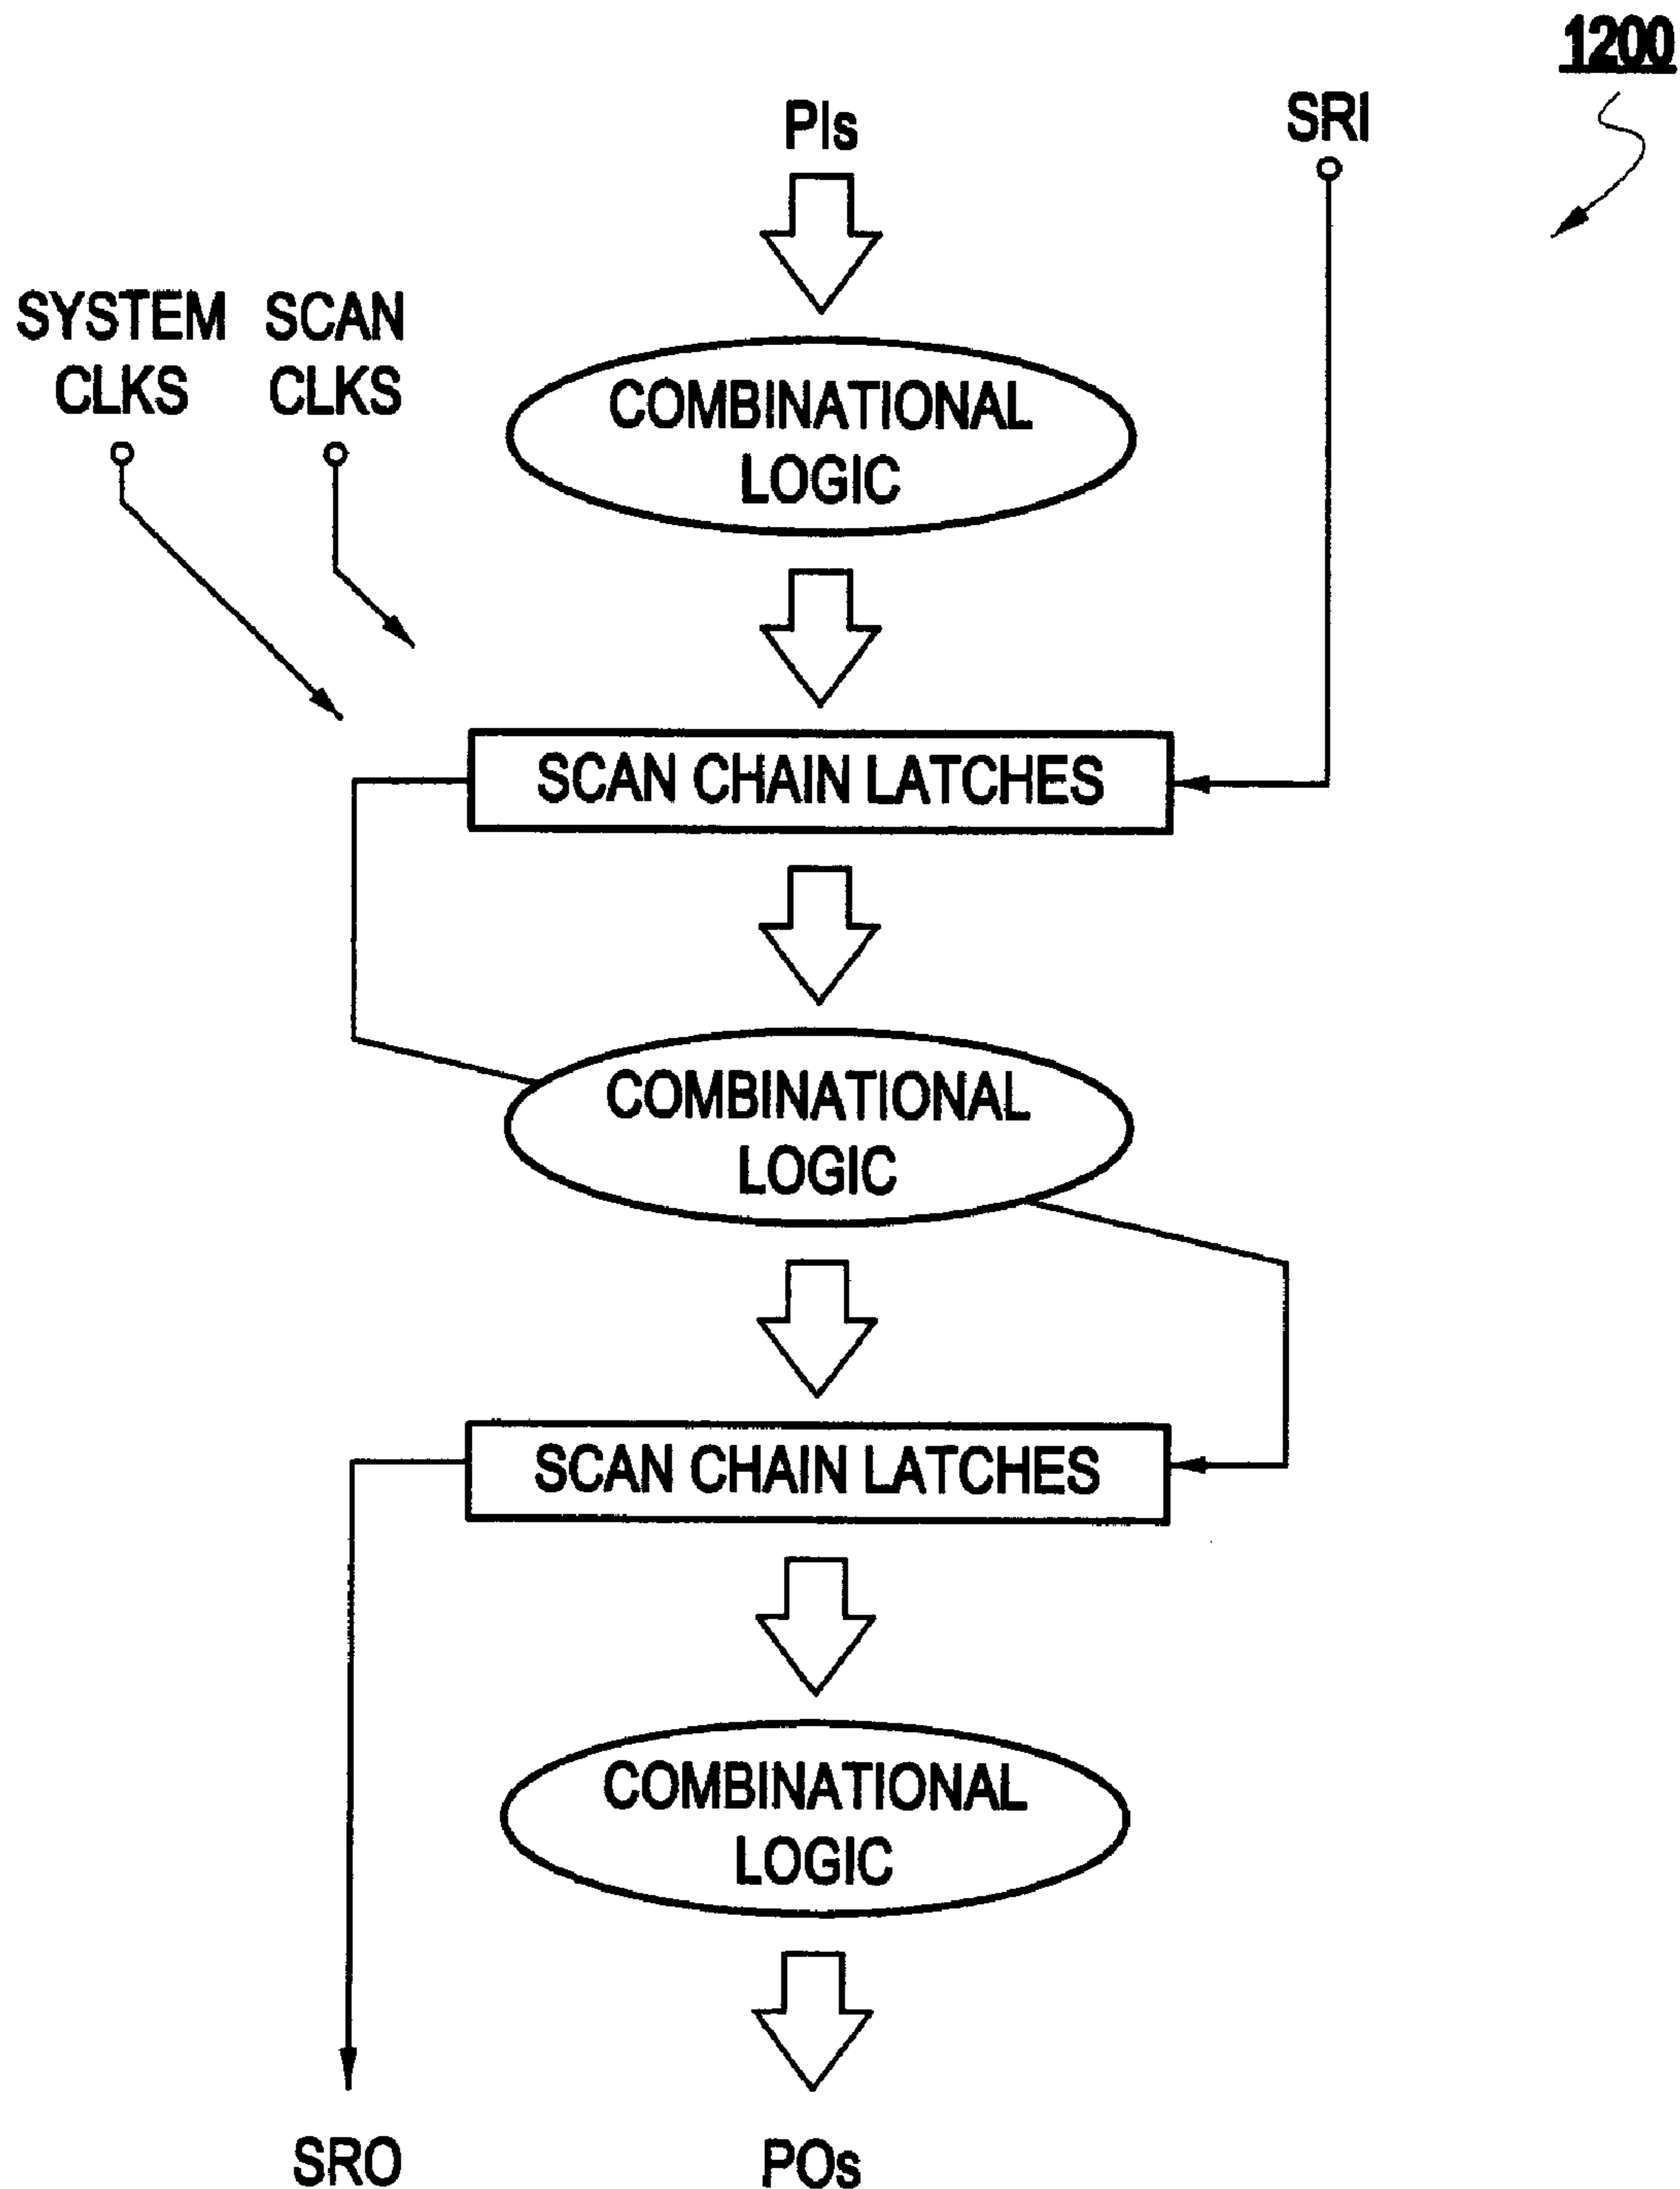 1200
PIs
SRI
SYSTEM
CLKS
SCAN
CLKS
COMBINATIONAL
LOGIC
SCAN CHAIN LATCHES
COMBINATIONAL
LOGIC
SCAN CHAIN LATCHES
COMBINATIONAL
LOGIC
SRO
POs